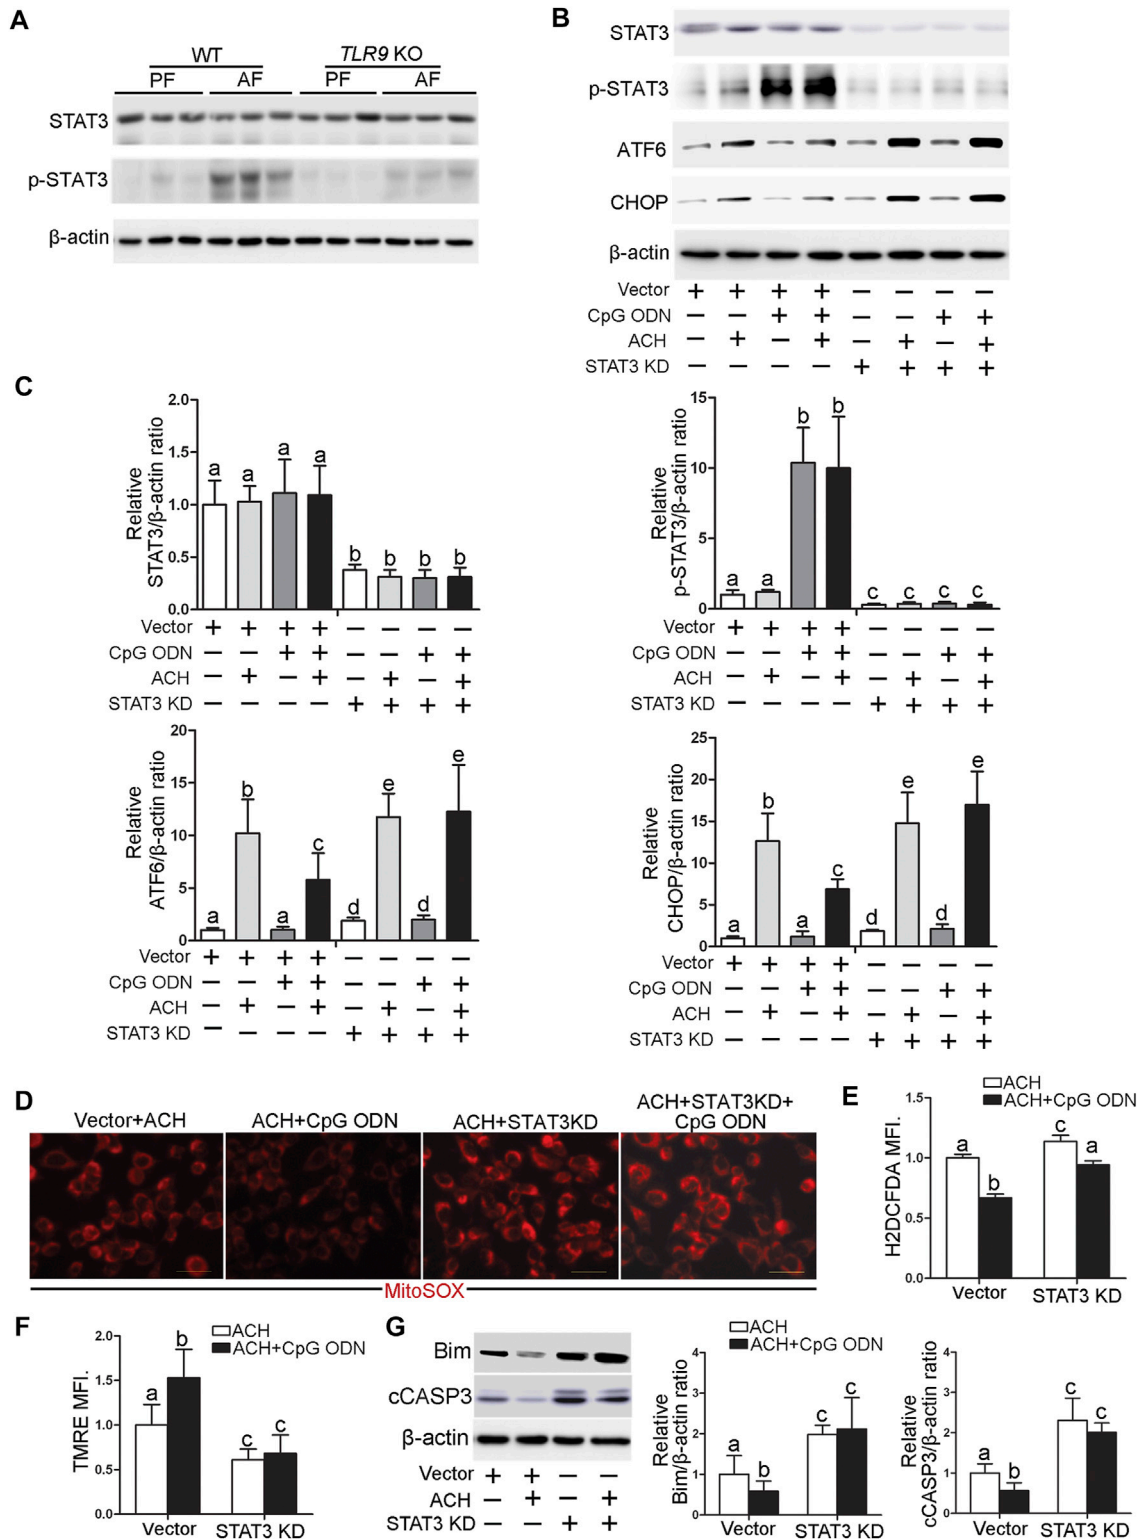 A
WT
TLR9 KO
PF
AF
PF
AF
STAT3
p-STAT3
β-actin
B
STAT3
p-STAT3
ATF6
CHOP
β-actin
Vector + + + + − − − −
CpG ODN − − + + − − + +
ACH − + − + − + − +
STAT3 KD − − − − + + + +
C
Relative
STAT3/β-actin ratio
2.0
1.5
1.0
0.5
0.0
a a a a b b b b
Vector + + + + − − − −
CpG ODN − − + + − − + +
ACH − + − + − + − +
STAT3 KD − − − − + + + +
Relative
p-STAT3/β-actin ratio
15
10
5
0
a a b b c c c c
Vector + + + + − − − −
CpG ODN − − + + − − + +
ACH − + − + − + − +
STAT3 KD − − − − + + + +
Relative
ATF6/β-actin ratio
20
15
10
5
0
a b a c d e d e
Vector + + + + − − − −
CpG ODN − − + + − − + +
ACH − + − + − + − +
STAT3 KD − − − − + + + +
Relative
CHOP/β-actin ratio
25
20
15
10
5
0
a b a c d e d e
Vector + + + + − − − −
CpG ODN − − + + − − + +
ACH − + − + − + − +
STAT3 KD − − − − + + + +
D
Vector+ACH
ACH+CpG ODN
ACH+STAT3KD
ACH+STAT3KD+
CpG ODN
MitoSOX
E
ACH
ACH+CpG ODN
H2DCFDA MFI.
1.5
1.0
0.5
0.0
a b c a
Vector
STAT3 KD
F
ACH
ACH+CpG ODN
TMRE MFI.
2.0
1.5
1.0
0.5
0.0
a b c c
Vector
STAT3 KD
G
Bim
cCASP3
β-actin
Vector + + − −
ACH − + − +
STAT3 KD − − + +
ACH
ACH+CpG ODN
Relative
Bim/β-actin ratio
4
3
2
1
0
a b c c
Vector
STAT3 KD
ACH
ACH+CpG ODN
Relative
cCASP3/β-actin ratio
4
3
2
1
0
a b c c
Vector
STAT3 KD